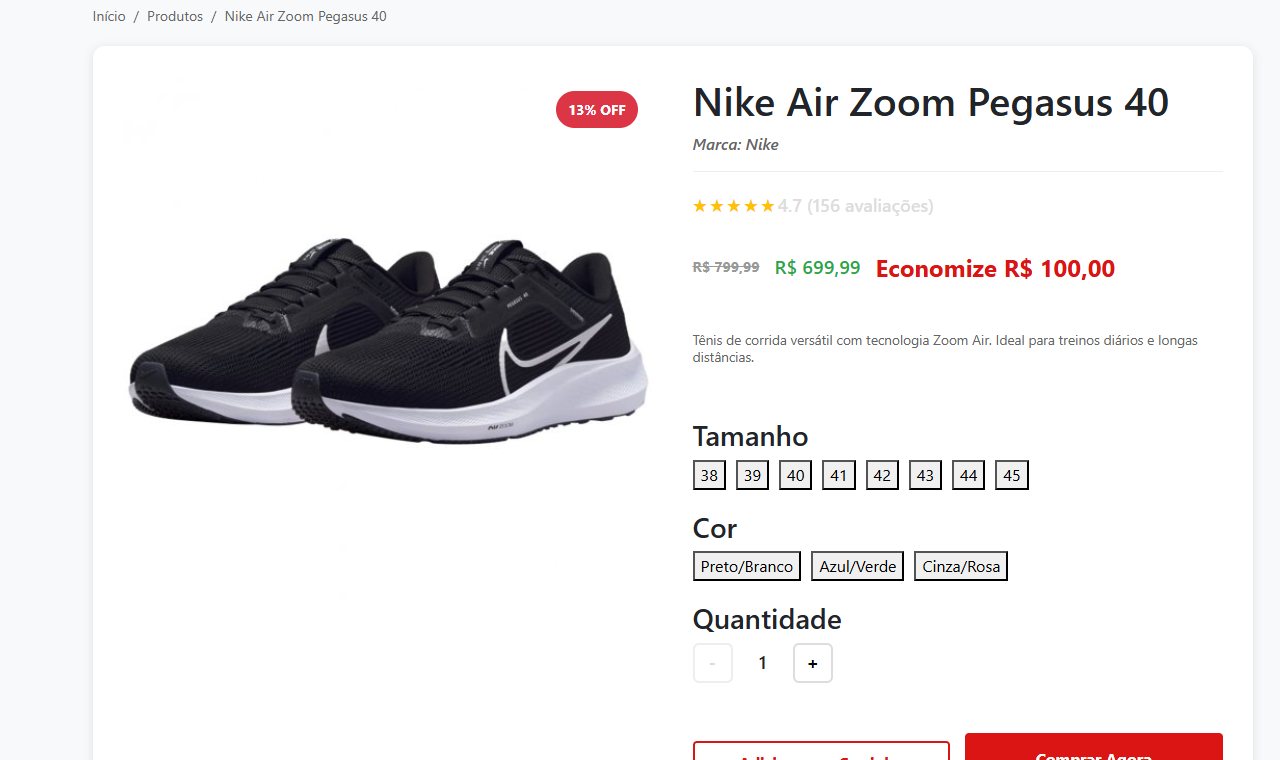 Início / Produtos / Nike Air Zoom Pegasus 40
13% OFF
Nike Air Zoom Pegasus 40
Marca: Nike
★★★★★ 4.7 (156 avaliações)
R$ 799,99 R$ 699,99 Economize R$ 100,00
Tênis de corrida versátil com tecnologia Zoom Air. Ideal para treinos diários e longas
distâncias.
Tamanho
38 39 40 41 42 43 44 45
Cor
Preto/Branco Azul/Verde Cinza/Rosa
Quantidade
- 1 +
Comprar Agora